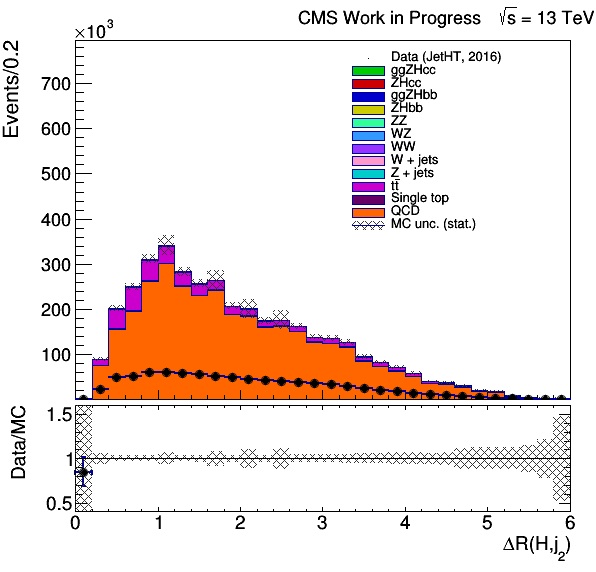 CMS Work in Progress √s = 13 TeV
×10³
Events/0.2
700
600
500
400
300
200
100
Data (JetHT, 2016)
ggZHcc
ZHcc
ggZHbb
ZHbb
ZZ
WZ
WW
W + jets
Z + jets
tt̄
Single top
QCD
MC unc. (stat.)
Data/MC
1.5
1
0.5
0 1 2 3 4 5 6
ΔR(H,j₂)